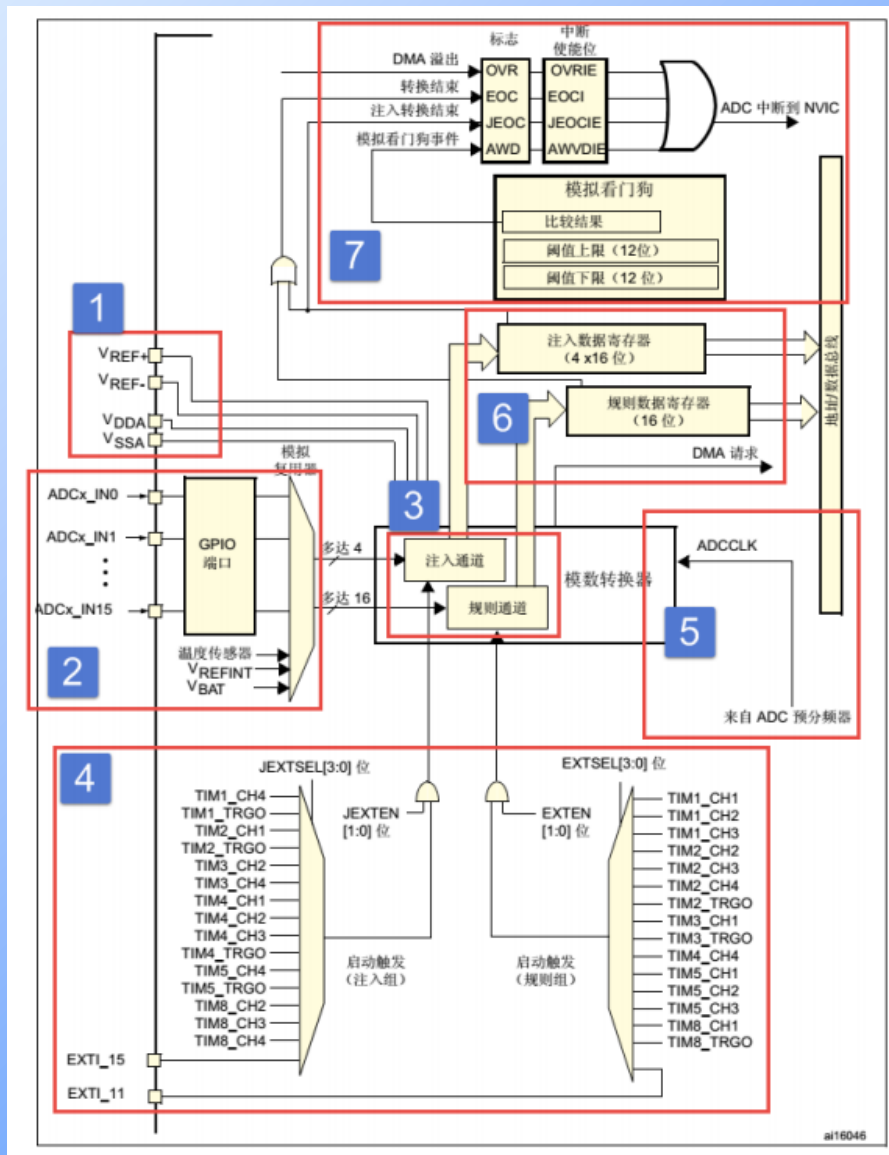 标志
中断
使能位
DMA 溢出
OVR
OVRIE
转换结束
EOC
EOCI
注入转换结束
JEOC
JEOCIE
模拟看门狗事件
AWD
AWVDIE
ADC 中断到 NVIC
模拟看门狗
比较结果
阈值上限（12位）
阈值下限（12 位）
7
1
VREF+
VREF-
VDDA
VSSA
注入数据寄存器
（4 x16 位）
规则数据寄存器
（16 位）
6
DMA 请求
地址/数据总线
模拟
复用器
ADCx_IN0
ADCx_IN1
ADCx_IN15
GPIO
端口
2
温度传感器
VREFINT
VBAT
3
多达 4
注入通道
多达 16
规则通道
模数转换器
ADCCLK
5
来自 ADC 预分频器
4
JEXTSEL[3:0] 位
TIM1_CH4
TIM1_TRGO
TIM2_CH1
TIM2_TRGO
TIM3_CH2
TIM3_CH4
TIM4_CH1
TIM4_CH2
TIM4_CH3
TIM4_TRGO
TIM5_CH4
TIM5_TRGO
TIM8_CH2
TIM8_CH3
TIM8_CH4
JEXTEN
[1:0] 位
启动触发
（注入组）
EXTSEL[3:0] 位
EXTEN
[1:0] 位
启动触发
（规则组）
TIM1_CH1
TIM1_CH2
TIM1_CH3
TIM2_CH2
TIM2_CH3
TIM2_CH4
TIM2_TRGO
TIM3_CH1
TIM3_TRGO
TIM4_CH4
TIM5_CH1
TIM5_CH2
TIM5_CH3
TIM8_CH1
TIM8_TRGO
EXTI_15
EXTI_11
ai16046